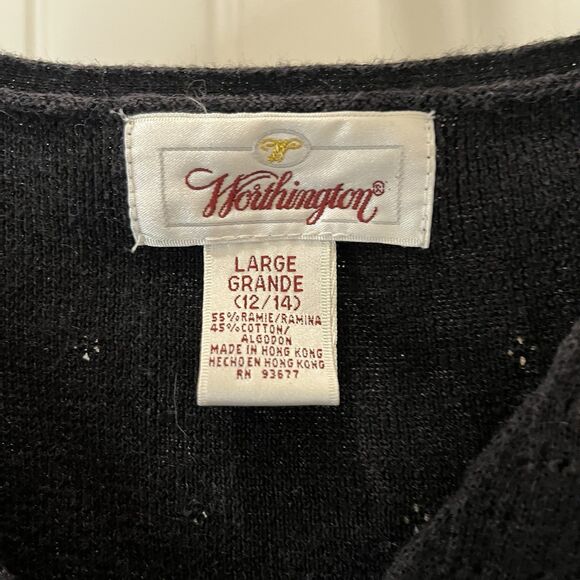 Worthington®
LARGE
GRANDE
(12/14)
55% RAMIE/RAMINA
45% COTTON/
ALGODON
MADE IN HONG KONG
HECHO EN HONG KONG
RN 93677